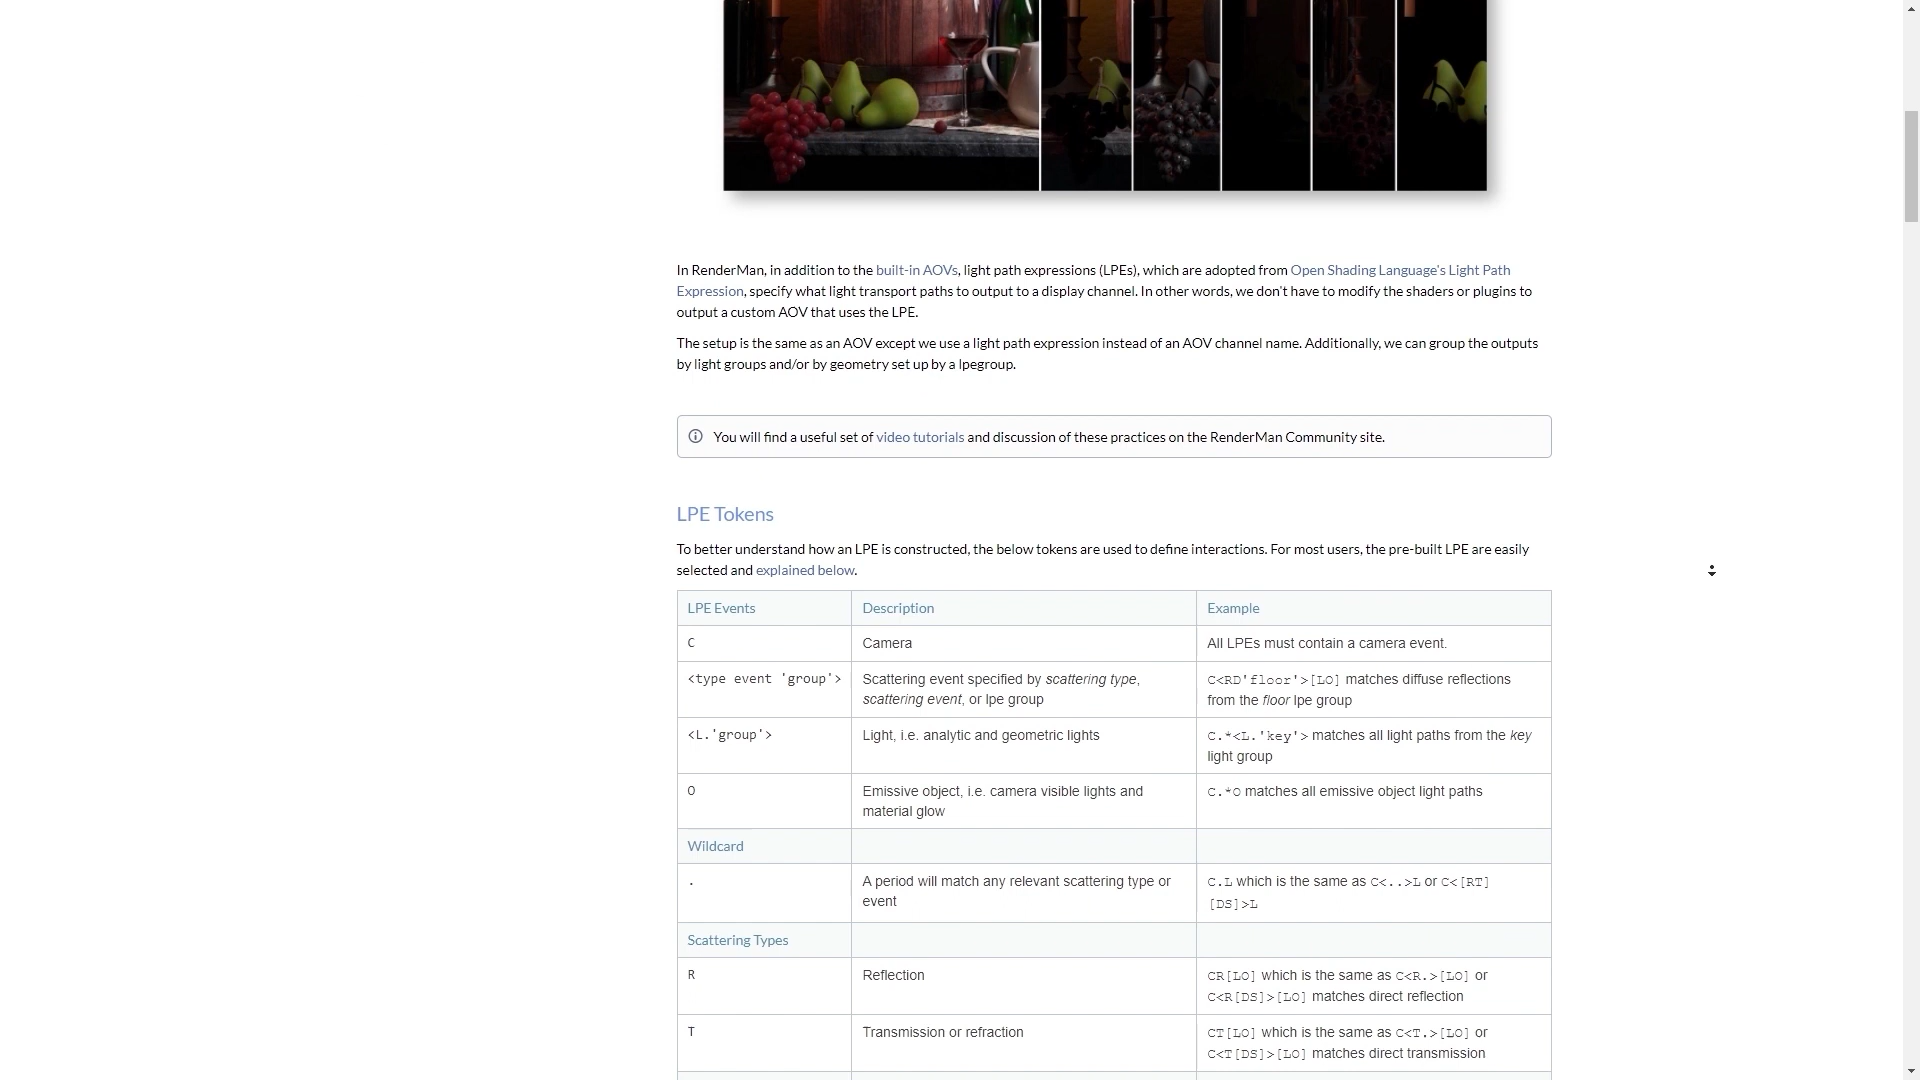 In RenderMan, in addition to the built-in AOVs, light path expressions (LPEs), which are adopted from Open Shading Language's Light Path
Expression, specify what light transport paths to output to a display channel. In other words, we don't have to modify the shaders or plugins to
output a custom AOV that uses the LPE.
The setup is the same as an AOV except we use a light path expression instead of an AOV channel name. Additionally, we can group the outputs
by light groups and/or by geometry set up by a lpegroup.
You will find a useful set of video tutorials and discussion of these practices on the RenderMan Community site.
LPE Tokens
To better understand how an LPE is constructed, the below tokens are used to define interactions. For most users, the pre-built LPE are easily
selected and explained below.
LPE Events Description Example
C Camera All LPEs must contain a camera event.
<type event 'group'> Scattering event specified by scattering type, C<RD'floor'>[LO] matches diffuse reflections
scattering event, or lpe group from the floor lpe group
<L.'group'> Light, i.e. analytic and geometric lights C.*<L.'key'> matches all light paths from the key
light group
O Emissive object, i.e. camera visible lights and C.*O matches all emissive object light paths
material glow
Wildcard
. A period will match any relevant scattering type or C.L which is the same as C<..>L or C<[RT]
event [DS]>L
Scattering Types
R Reflection CR[LO] which is the same as C<R.>[LO] or
C<R[DS]>[LO] matches direct reflection
T Transmission or refraction CT[LO] which is the same as C<T.>[LO] or
C<T[DS]>[LO] matches direct transmission